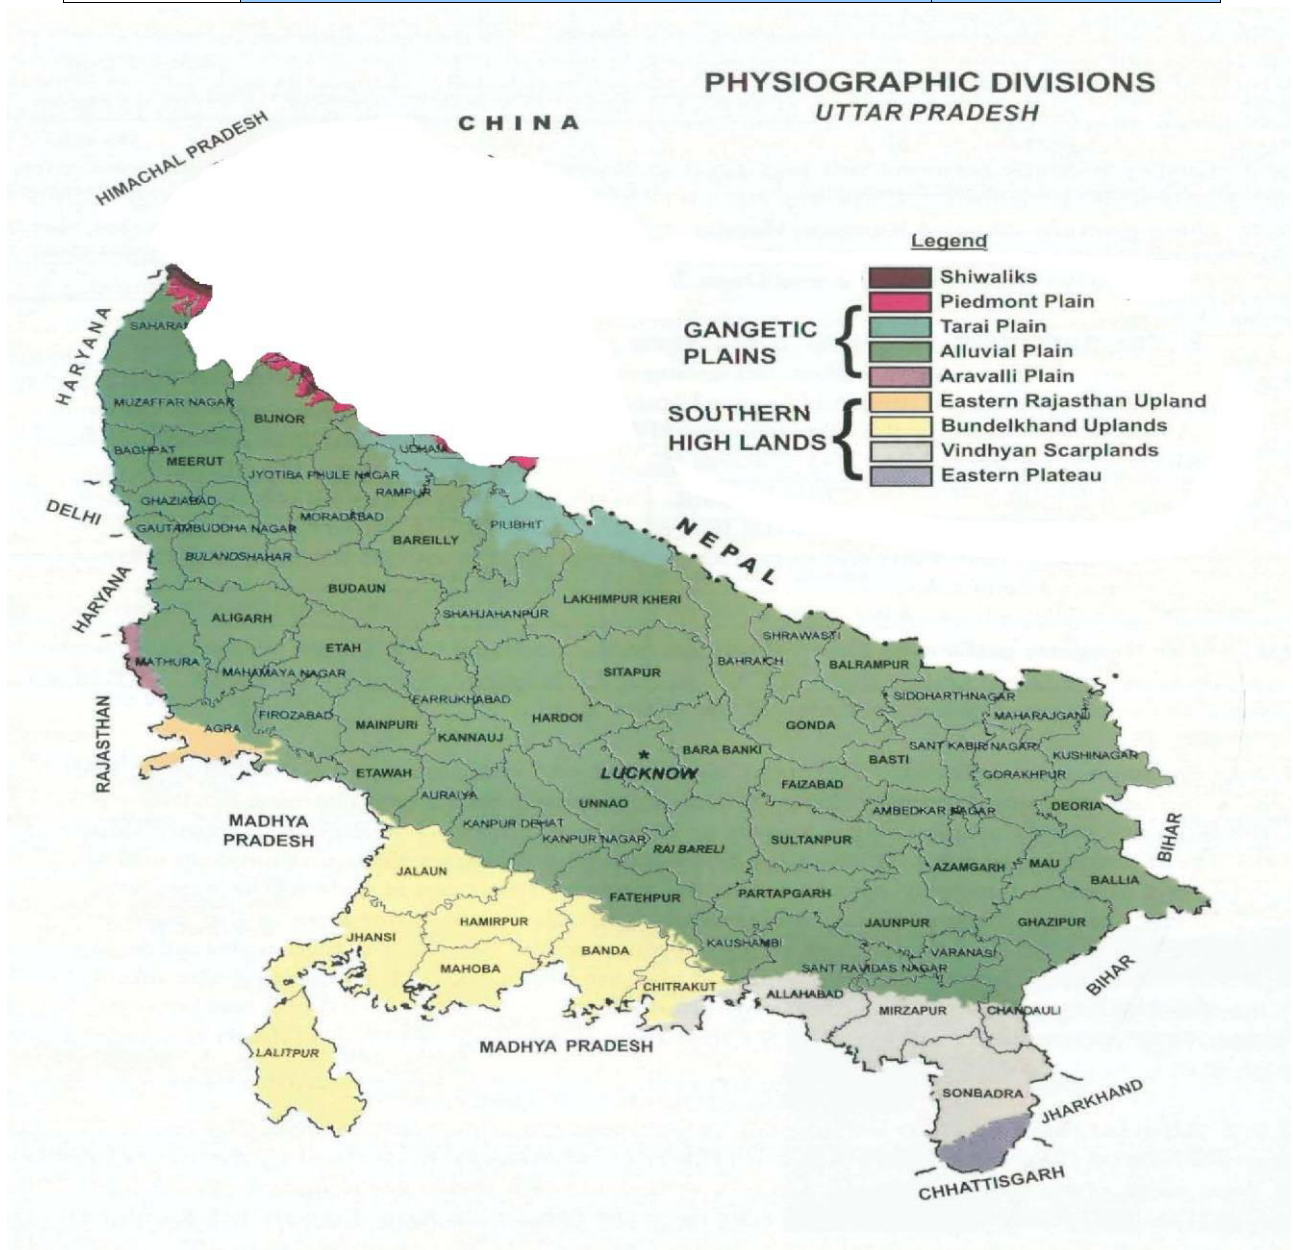 PHYSIOGRAPHIC DIVISIONS
UTTAR PRADESH
CHINA
HIMACHAL PRADESH
Legend
Shiwaliks
Piedmont Plain
GANGETIC PLAINS
Tarai Plain
Alluvial Plain
Aravalli Plain
SOUTHERN HIGH LANDS
Eastern Rajasthan Upland
Bundelkhand Uplands
Vindhyan Scarplands
Eastern Plateau
HARYANA
SAHARAN
MUZAFFAR NAGAR
BIJNOR
BAGHPAT
MEERUT
UDHAM
JYOTIBA PHULE NAGAR
RAMPUR
GHAZIABAD
DELHI
MORADABAD
GAUTAMBUDDHA NAGAR
PILIBHIT
NEPAL
BAREILLY
BULANDSHAHAR
HARYANA
BUDAUN
LAKHIMPUR KHERI
ALIGARH
SHAHJAHANPUR
SHRAWASTI
ETAH
MATHURA
BAHRAICH
BALRAMPUR
MAHAMAYA NAGAR
SITAPUR
RAJASTHAN
FARRUKHABAD
SIDDHARTHNAGAR
AGRA
FIROZABAD
MAINPURI
HARDOI
GONDA
MAHARAJGANJ
KANNAUJ
BARA BANKI
SANT KABIR NAGAR
KUSHINAGAR
BASTI
*
LUCKNOW
ETAWAH
GORAKHPUR
FAIZABAD
AURAIYA
UNNAO
AMBEDKAR NAGAR
DEORIA
MADHYA
PRADESH
KANPUR DEHAT
KANPUR NAGAR
RAI BARELI
SULTANPUR
BIHAR
AZAMGARH
MAU
JALAUN
BALLIA
FATEHPUR
PARTAPGARH
HAMIRPUR
JAUNPUR
GHAZIPUR
JHANSI
BANDA
KAUSHAMBI
VARANASI
MAHOBA
SANT RAVIDAS NAGAR
BIHAR
CHITRAKUT
ALLAHABAD
MIRZAPUR
CHANDAULI
MADHYA PRADESH
LALITPUR
SONBADRA
JHARKHAND
CHHATTISGARH